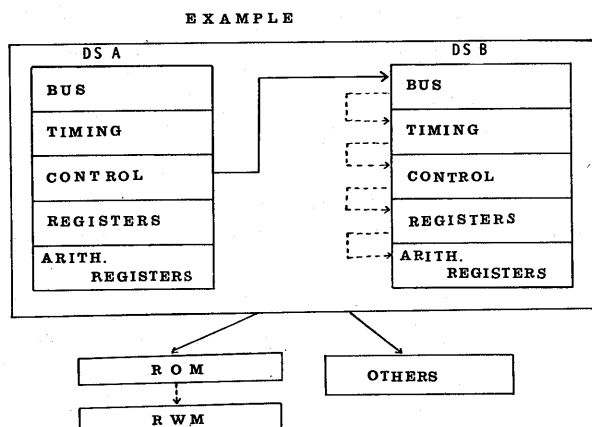 EXAMPLE
DS A
BUS
TIMING
CONTROL
REGISTERS
ARITH.
REGISTERS
DS B
BUS
TIMING
CONTROL
REGISTERS
ARITH.
REGISTERS
ROM
RWM
OTHERS